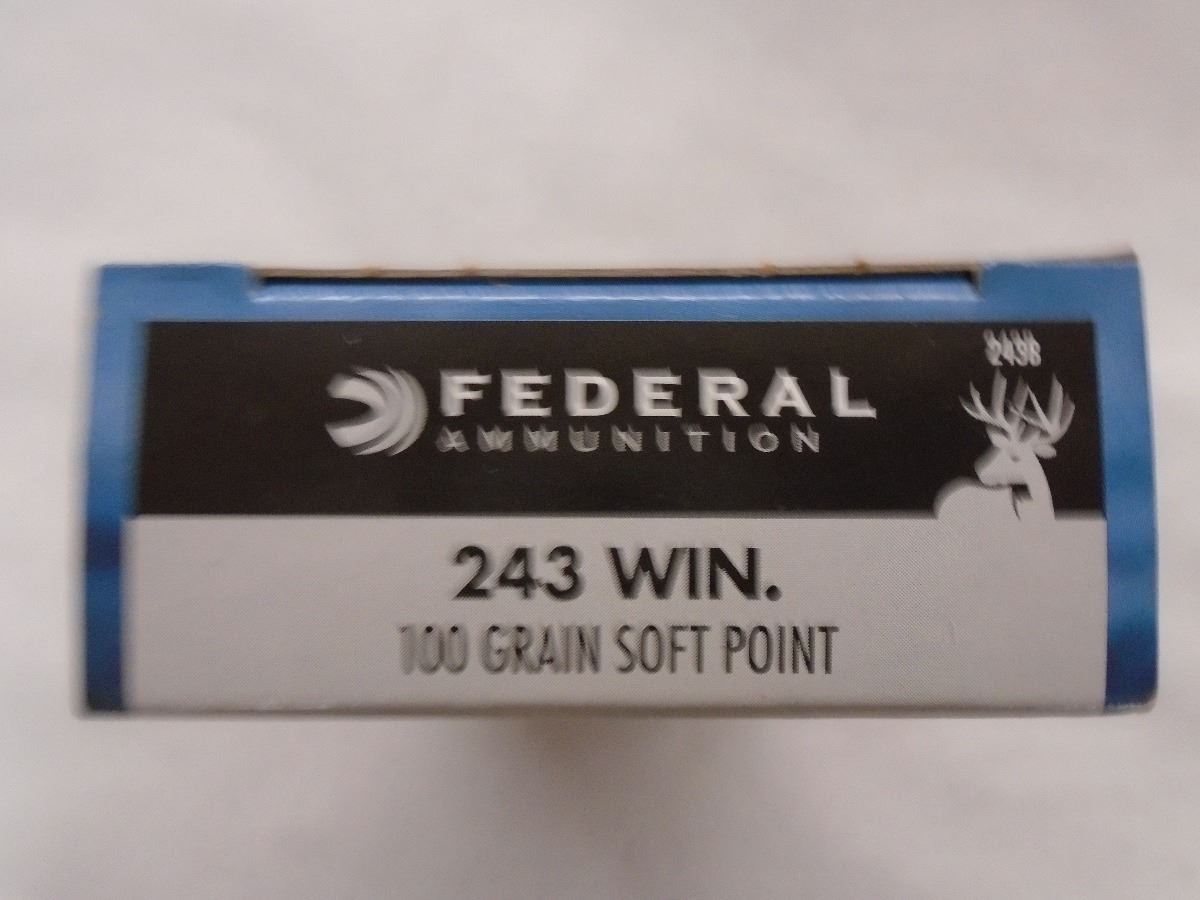 FEDERAL
AMMUNITION
243 WIN.
100 GRAIN SOFT POINT